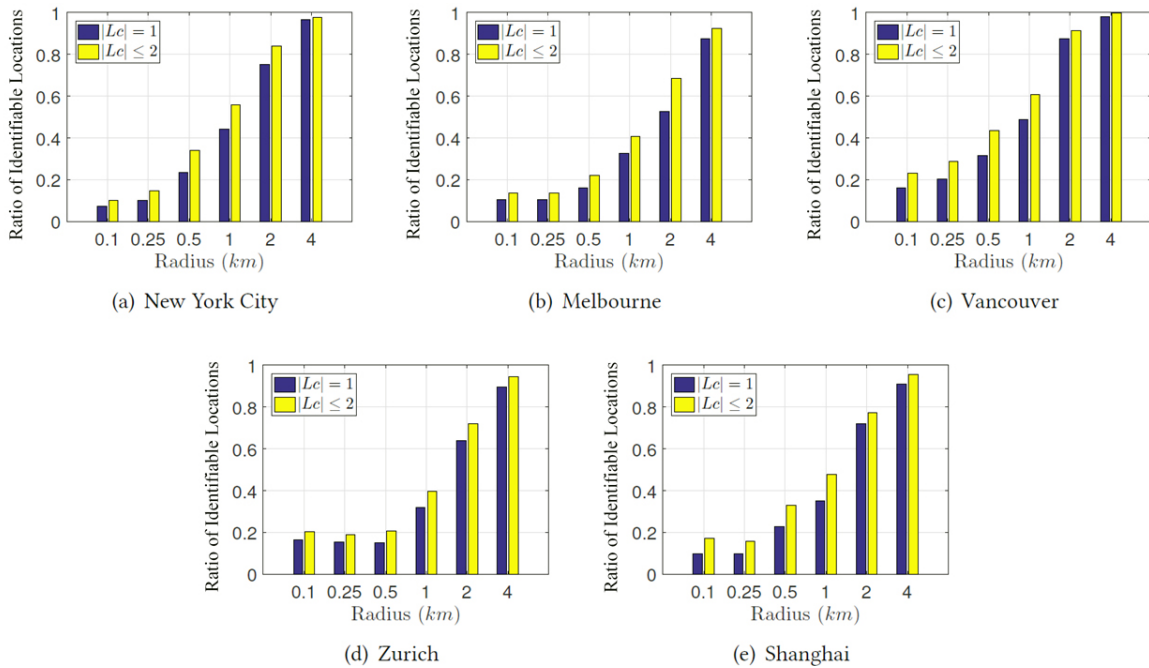 Ratio of Identifiable Locations
1
0.8
0.6
0.4
0.2
0
|Lc| = 1
|Lc| ≤ 2
0.1 0.25 0.5 1 2 4
Radius (km)
(a) New York City
Ratio of Identifiable Locations
1
0.8
0.6
0.4
0.2
0
|Lc| = 1
|Lc| ≤ 2
0.1 0.25 0.5 1 2 4
Radius (km)
(b) Melbourne
Ratio of Identifiable Locations
1
0.8
0.6
0.4
0.2
0
|Lc| = 1
|Lc| ≤ 2
0.1 0.25 0.5 1 2 4
Radius (km)
(c) Vancouver
Ratio of Identifiable Locations
1
0.8
0.6
0.4
0.2
0
|Lc| = 1
|Lc| ≤ 2
0.1 0.25 0.5 1 2 4
Radius (km)
(d) Zurich
Ratio of Identifiable Locations
1
0.8
0.6
0.4
0.2
0
|Lc| = 1
|Lc| ≤ 2
0.1 0.25 0.5 1 2 4
Radius (km)
(e) Shanghai